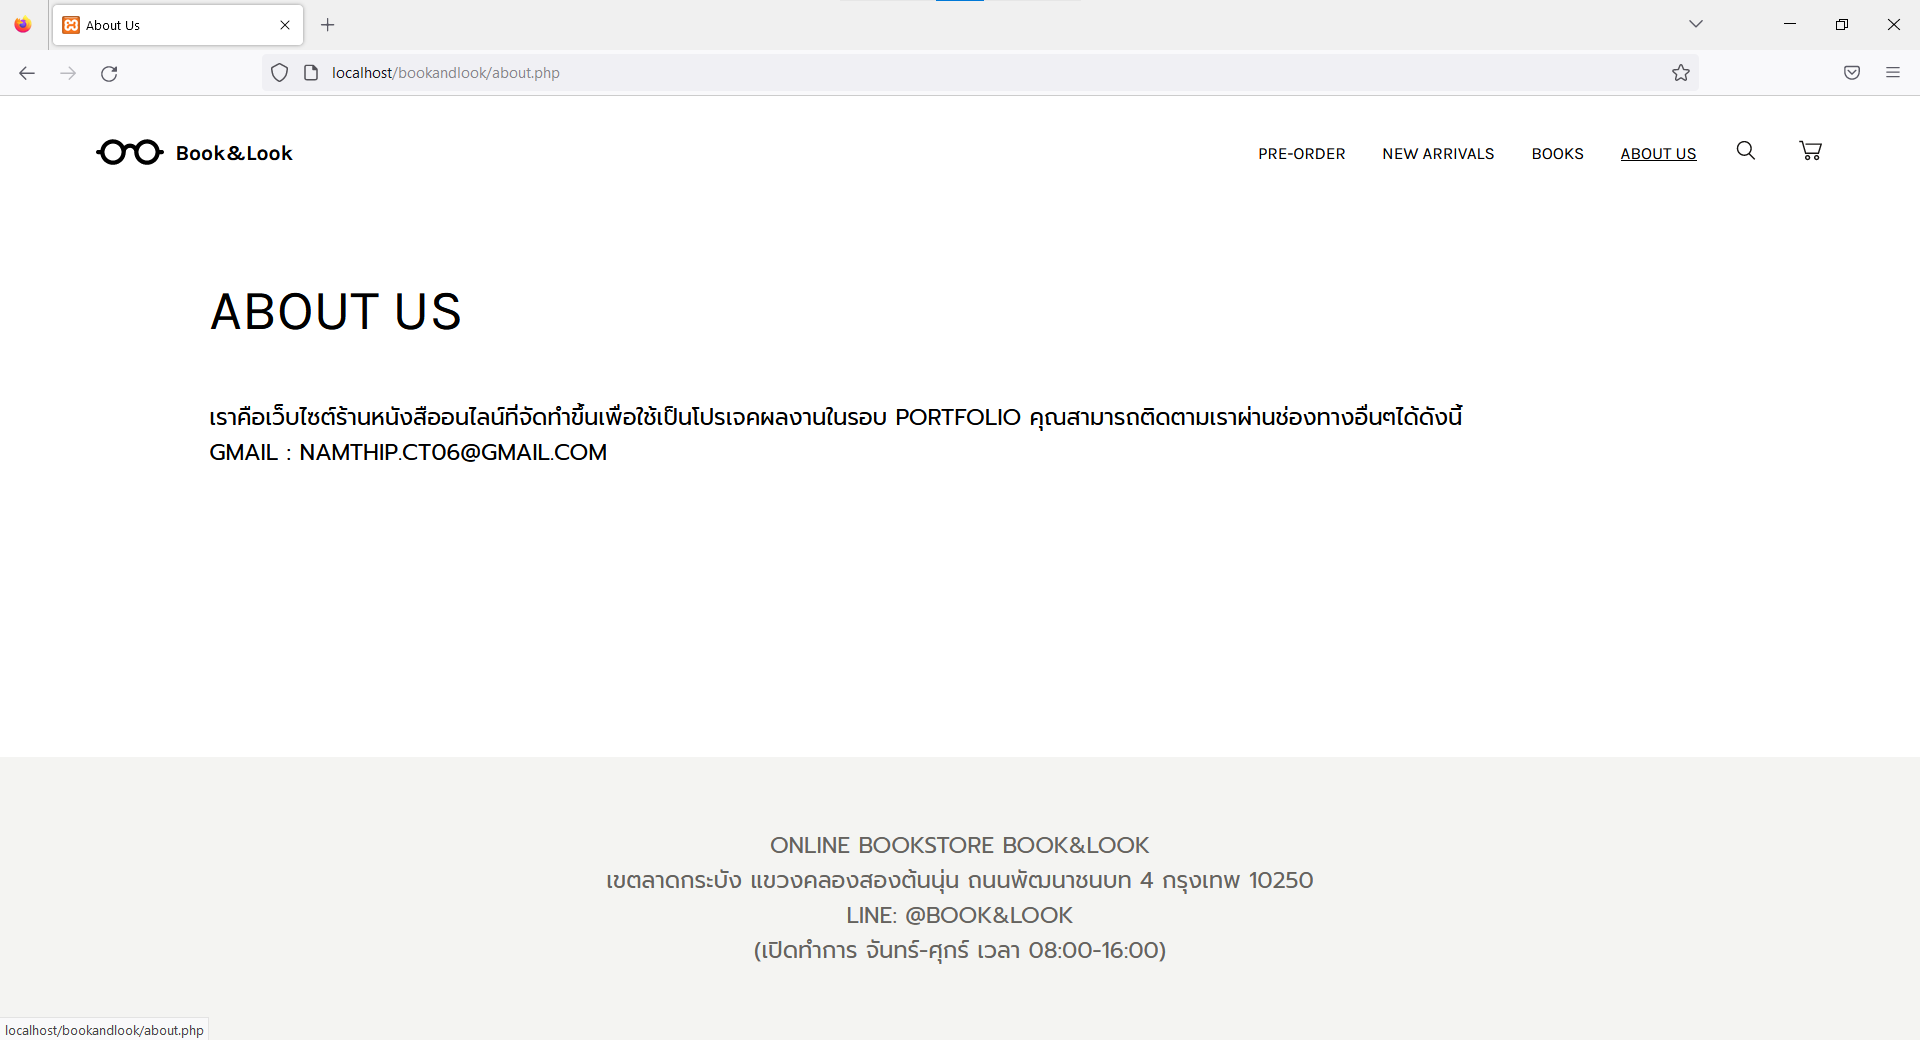 About Us
localhost/bookandlook/about.php
Book&Look
PRE-ORDER NEW ARRIVALS BOOKS ABOUT US
ABOUT US
เราคือเว็บไซต์ร้านหนังสือออนไลน์ที่จัดทำขึ้นเพื่อใช้เป็นโปรเจคผลงานในรอบ PORTFOLIO คุณสามารถติดตามเราผ่านช่องทางอื่นๆได้ดังนี้
GMAIL : NAMTHIP.CT06@GMAIL.COM
ONLINE BOOKSTORE BOOK&LOOK
เขตลาดกระบัง แขวงคลองสองต้นนุ่น ถนนพัฒนาชนบท 4 กรุงเทพ 10250
LINE: @BOOK&LOOK
(เปิดทำการ จันทร์-ศุกร์ เวลา 08:00-16:00)
localhost/bookandlook/about.php